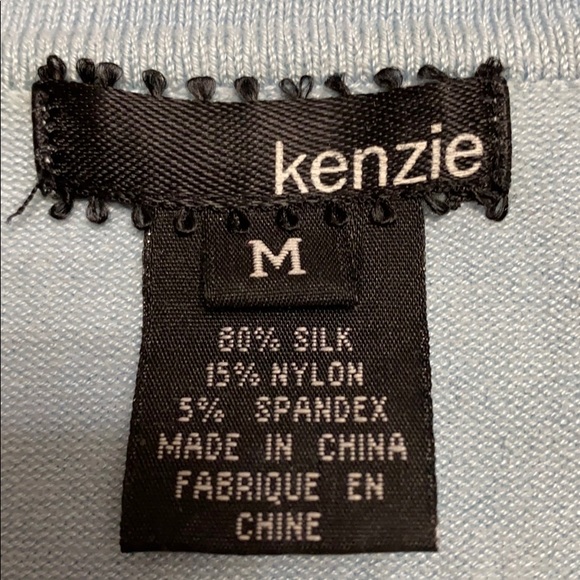 kenzie
M
80% SILK
15% NYLON
5% SPANDEX
MADE IN CHINA
FABRIQUE EN
CHINE